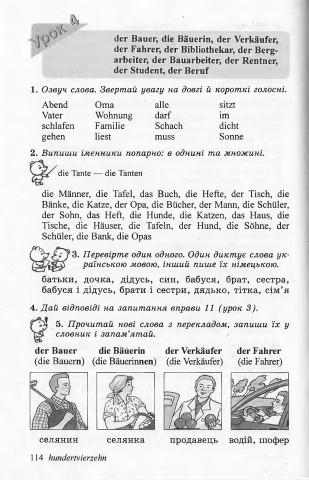 Урок 4
der Bauer, die Bäuerin, der Verkäufer,
der Fahrer, der Bibliothekar, der Berg-
arbeiter, der Bauarbeiter, der Rentner,
der Student, der Beruf
1. Озвуч слова. Звертай увагу на довгі й короткі голосні.
Abend Oma alle sitzt
Vater Wohnung darf im
schlafen Familie Schach dicht
gehen liest muss Sonne
2. Випиши іменники попарно: в однині та множині.
die Tante — die Tanten
die Männer, die Tafel, das Buch, die Hefte, der Tisch, die
Bänke, die Katze, der Opa, die Bücher, der Mann, die Schüler,
der Sohn, das Heft, die Hunde, die Katzen, das Haus, die
Tische, die Häuser, die Tafeln, der Hund, die Söhne, der
Schüler, die Bank, die Opas
3. Перевірте один одного. Один диктує слова ук-
раїнською мовою, інший пише їх німецькою.
батьки, дочка, дідусь, син, бабуся, брат, сестра,
бабуся і дідусь, брати і сестри, дядько, тітка, сім'я
4. Дай відповіді на запитання вправи 11 (урок 3).
5. Прочитай нові слова з перекладом, запиши їх у
словник і запам'ятай.
der Bauer die Bäuerin der Verkäufer der Fahrer
(die Bauern) (die Bäuerinnen) (die Verkäufer) (die Fahrer)
селянин селянка продавець водій, шофер
114 hundertvierzehn